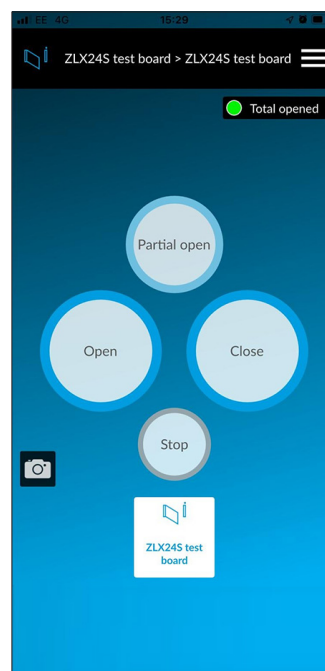 EE 4G 15:29
ZLX24S test board > ZLX24S test board
Total opened
Partial open
Open Close
Stop
ZLX24S test
board